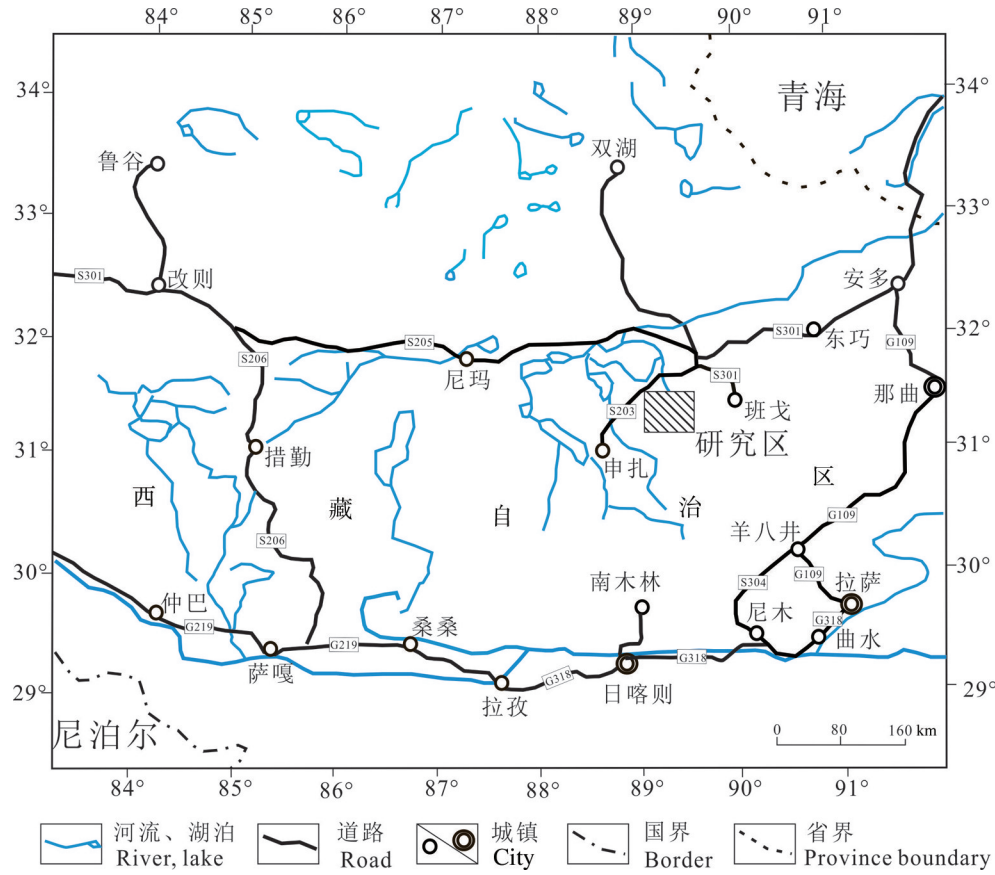 84° 85° 86° 87° 88° 89° 90° 91°
34° 34°
青海
鲁谷 双湖
33° 33°
S301 改则 安多
32° S205 S301 东巧 32°
S206 G109
尼玛 S301
S203 班戈 那曲
31° 措勤 申扎 研究区 31°
西 藏 自 治 区
G109
S206 羊八井
30° 南木林 S304 G109 拉萨 30°
仲巴 尼木 G318
G219 G219 桑桑 曲水
萨嘎 G318 G318
29° 拉孜 日喀则 29°
尼泊尔 0 80 160 km
84° 85° 86° 87° 88° 89° 90° 91°
河流、湖泊 道路 城镇 国界 省界
River, lake Road City Border Province boundary